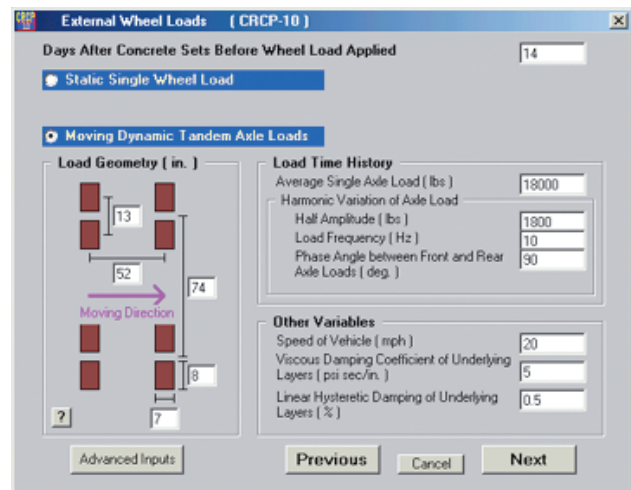 CRCP External Wheel Loads ( CRCP-10 )
Days After Concrete Sets Before Wheel Load Applied 14
Static Single Wheel Load
Moving Dynamic Tandem Axle Loads
Load Geometry ( in. )
13
52
74
Moving Direction
8
7
?
Load Time History
Average Single Axle Load ( lbs ) 18000
Harmonic Variation of Axle Load
Half Amplitude ( lbs ) 1800
Load Frequency ( Hz ) 10
Phase Angle between Front and Rear 90
Axle Loads ( deg. )
Other Variables
Speed of Vehicle ( mph ) 20
Viscous Damping Coefficient of Underlying
Layers ( psi sec/in. ) 5
Linear Hysteretic Damping of Underlying 0.5
Layers ( % )
Advanced Inputs Previous Cancel Next